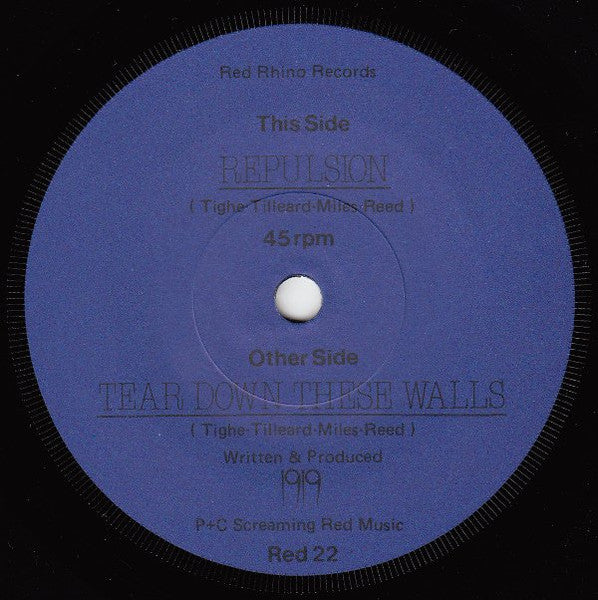 Red Rhino Records
This Side
REPULSION
( Tighe-Tilleard-Miles-Reed )
45 rpm
Other Side
TEAR DOWN THESE WALLS
( Tighe-Tilleard-Miles-Reed )
Written & Produced
1919
P+C Screaming Red Music
Red 22